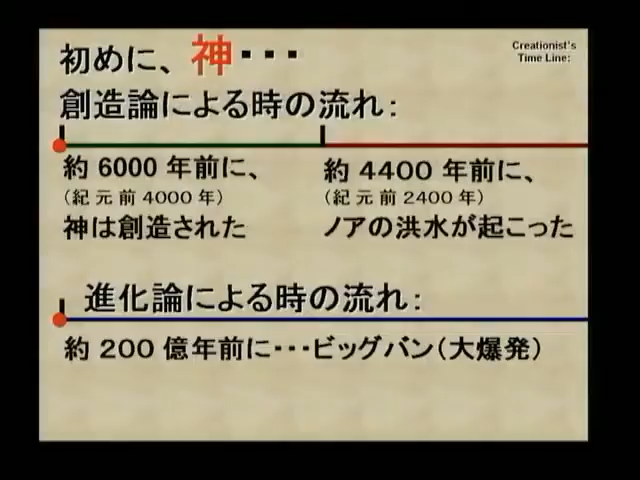 初めに、神・・・
Creationist's
Time Line:
創造論による時の流れ：
約 6000 年前に、
（紀元前 4000 年）
神は創造された
約 4400 年前に、
（紀元前 2400 年）
ノアの洪水が起こった
進化論による時の流れ：
約 200 億年前に・・・ビッグバン（大爆発）